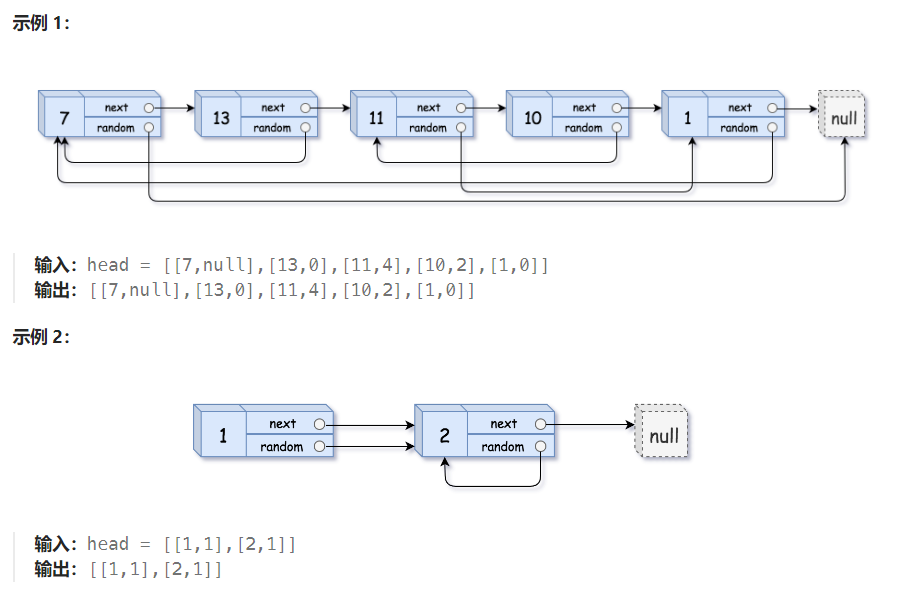 示例 1：
7 next random 13 next random 11 next random 10 next random 1 next random null
输入：head = [[7,null],[13,0],[11,4],[10,2],[1,0]]
输出：[[7,null],[13,0],[11,4],[10,2],[1,0]]
示例 2：
1 next random 2 next random null
输入：head = [[1,1],[2,1]]
输出：[[1,1],[2,1]]